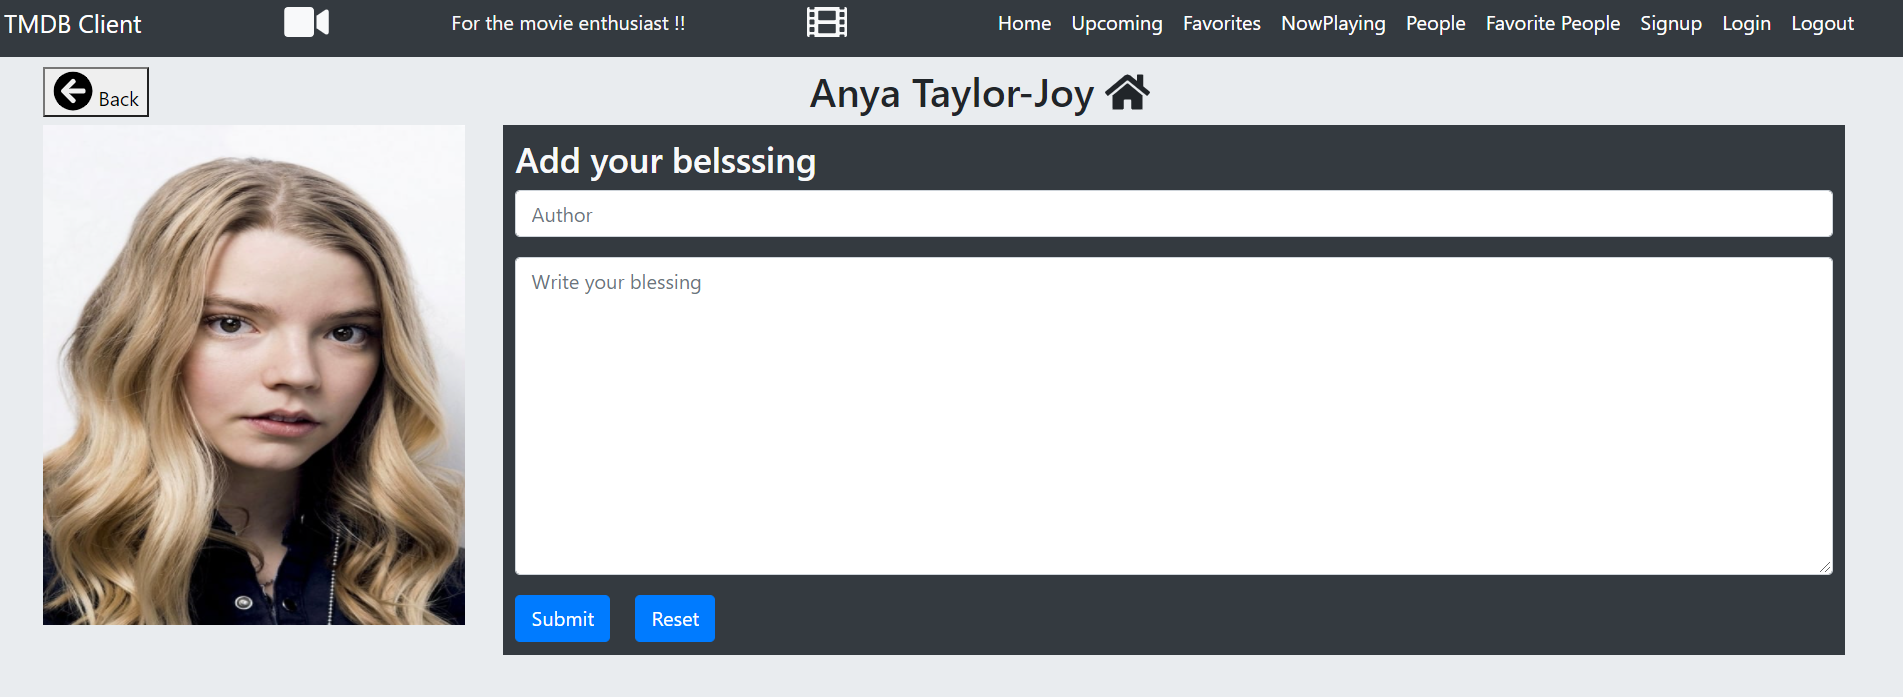 TMDB Client For the movie enthusiast !! Home Upcoming Favorites NowPlaying People Favorite People Signup Login Logout
Back
Anya Taylor-Joy
Add your belsssing
Author
Write your blessing
Submit Reset